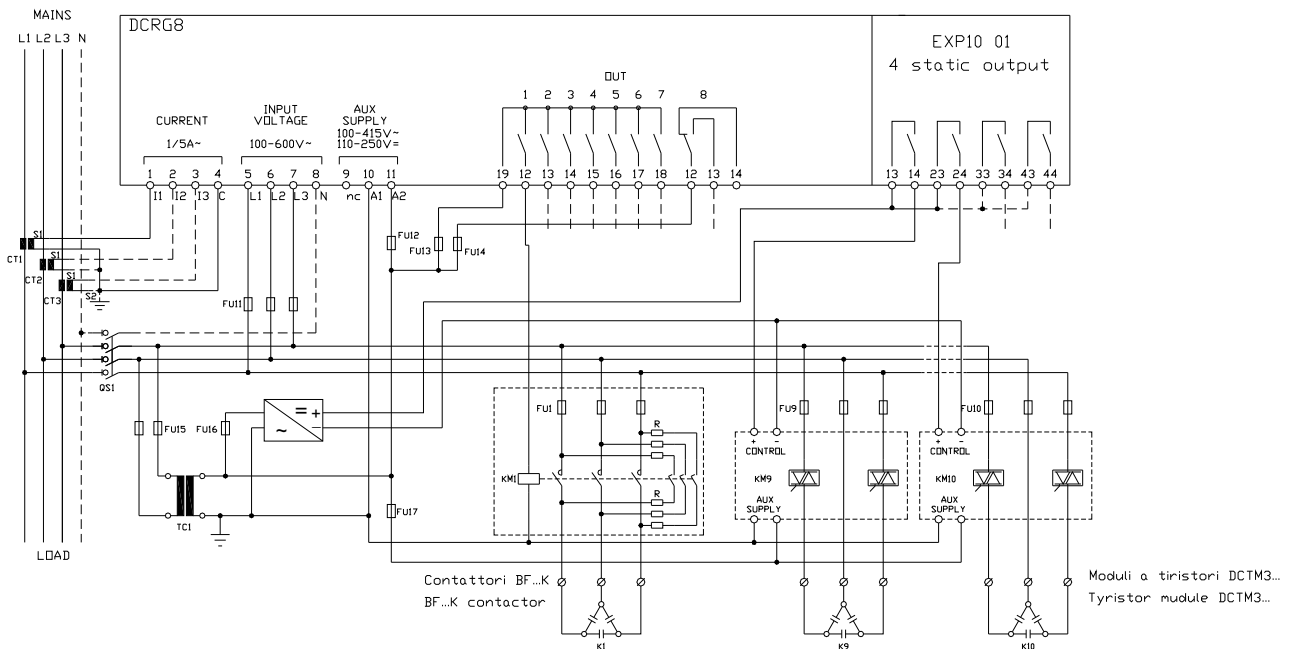 MAINS
L1 L2 L3 N
DCRG8
EXP10 01
4 static output
OUT
1 2 3 4 5 6 7 8
CURRENT
1/5A~
INPUT
VOLTAGE
100-600V~
AUX
SUPPLY
100-415V~
110-250V=
1 2 3 4 5 6 7 8 9 10 11 19 12 13 14 15 16 17 18 12 13 14 13 14 23 24 33 34 43 44
I1 I2 I3 C L1 L2 L3 N nc A1 A2
S1
CT1
S1
CT2
S1
CT3
S2
FU12
FU13
FU14
FU11
QS1
FU15
FU16
= +
~ −
TC1
FU17
FU1
R
KM1
R
FU9
+ −
CONTROL
KM9
AUX
SUPPLY
FU10
+ −
CONTROL
KM10
AUX
SUPPLY
LOAD
Contattori BF...K
BF...K contactor
Moduli a tiristori DCTM3...
Tyristor mudule DCTM3...
K1
K9
K10